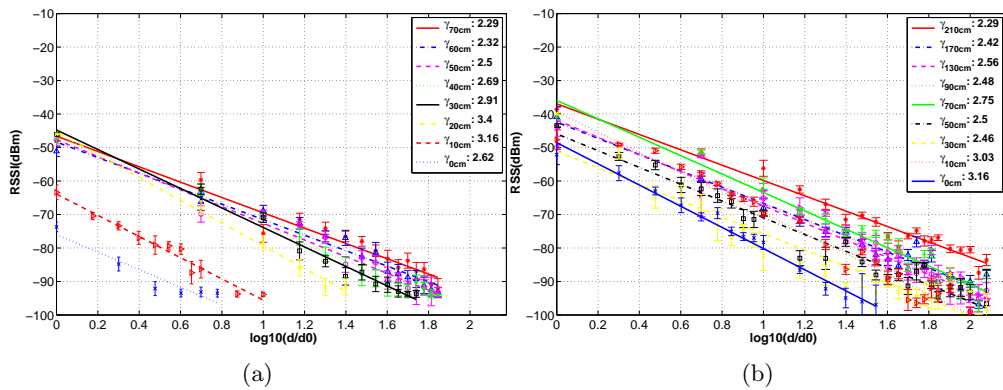 −10
−20
−30
−40
−50
−60
−70
−80
−90
−100
0 0.2 0.4 0.6 0.8 1.0 1.2 1.4 1.6 1.8 2.0
RSS(dBm)
log10(d/d0)
γ70cm: 2.29
γ60cm: 2.32
γ50cm: 2.5
γ40cm: 2.69
γ30cm: 2.91
γ20cm: 3.4
γ10cm: 3.16
γ0cm: 2.62
(a)
−10
−20
−30
−40
−50
−60
−70
−80
−90
−100
0 0.2 0.4 0.6 0.8 1.0 1.2 1.4 1.6 1.8 2.0
RSS(dBm)
log10(d/d0)
γ210cm: 2.29
γ170cm: 2.42
γ130cm: 2.56
γ90cm: 2.48
γ70cm: 2.75
γ50cm: 2.5
γ30cm: 2.46
γ10cm: 3.03
γ0cm: 3.16
(b)